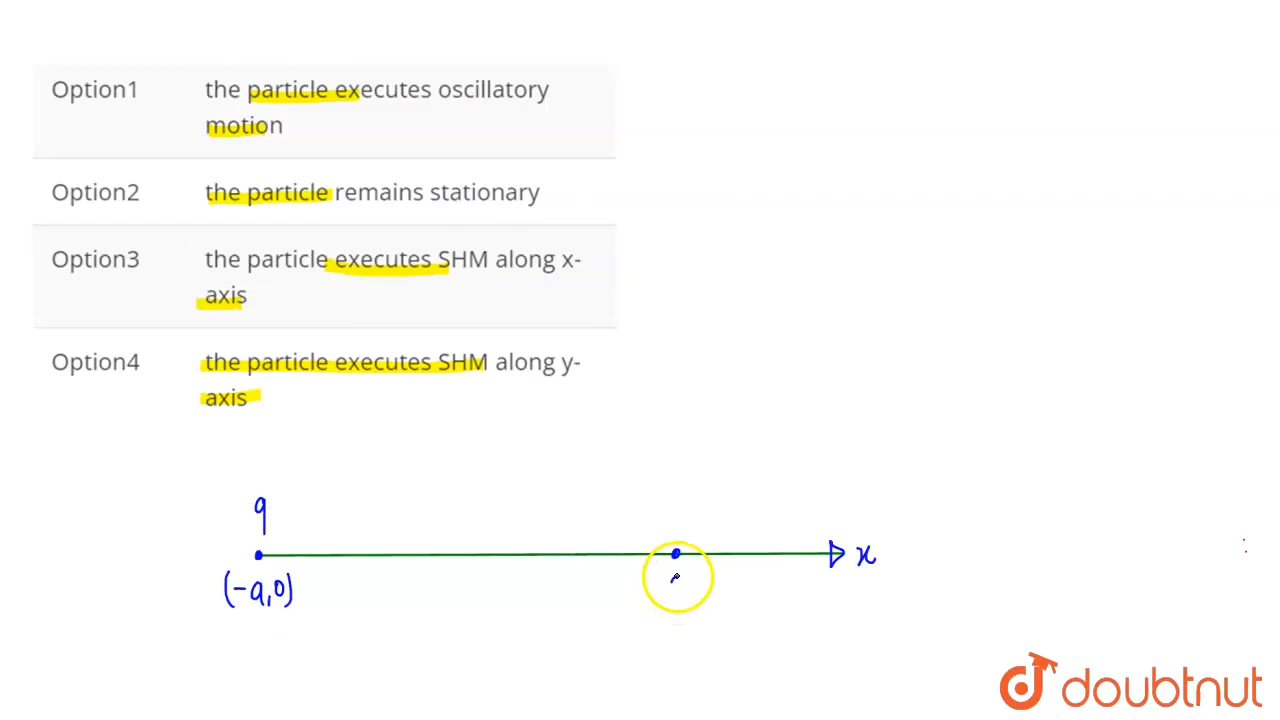 Option1 the particle executes oscillatory
motion
Option2 the particle remains stationary
Option3 the particle executes SHM along x-
axis
Option4 the particle executes SHM along y-
axis
q
x
(-a,0)
doubtnut